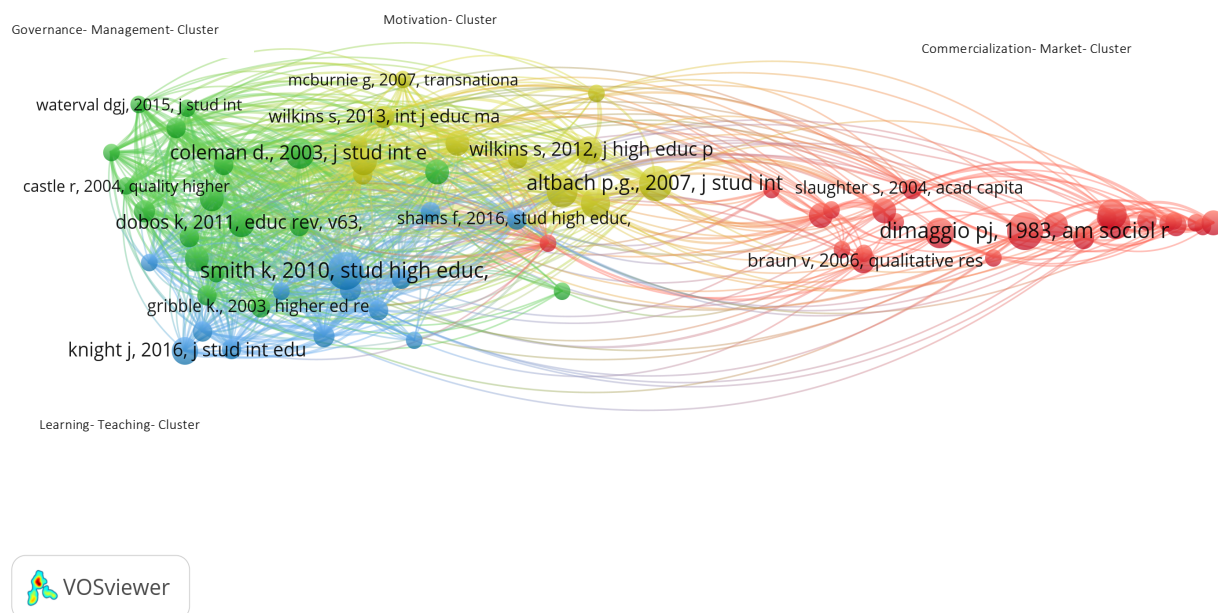 Motivation- Cluster
Governance- Management- Cluster
Commercialization- Market- Cluster
mcburnie g, 2007, transnationa
waterval dgj, 2015, j stud int
wilkins s, 2013, int j educ ma
wilkins s, 2012, j high educ p
coleman d., 2003, j stud int e
altbach p.g., 2007, j stud int
castle r, 2004, quality higher
slaughter s, 2004, acad capita
shams f, 2016, stud high educ,
dobos k, 2011, educ rev, v63,
dimaggio pj, 1983, am sociol r
braun v, 2006, qualitative res
smith k, 2010, stud high educ,
gribble k., 2003, higher ed re
knight j, 2016, j stud int edu
Learning- Teaching- Cluster
VOSviewer